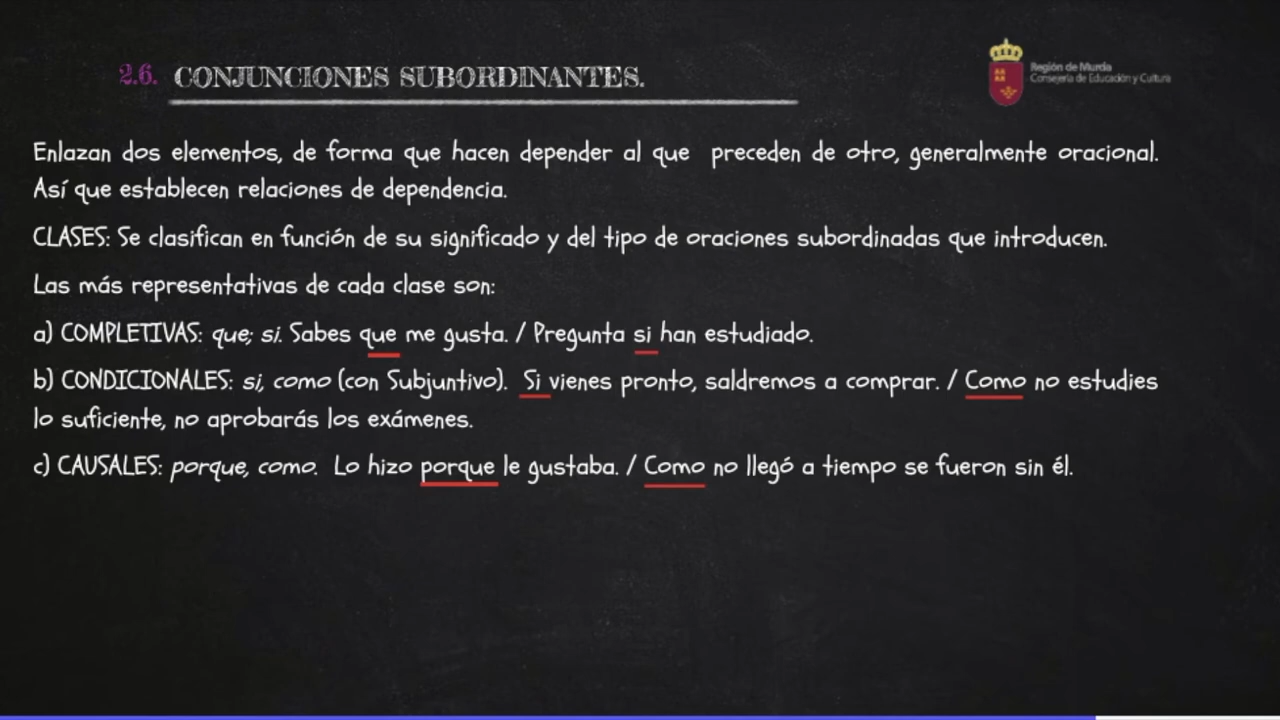 2.6. CONJUNCIONES SUBORDINANTES.
Región de Murcia
Consejería de Educación y Cultura
Enlazan dos elementos, de forma que hacen depender al que preceden de otro, generalmente oracional.
Así que establecen relaciones de dependencia.
CLASES: Se clasifican en función de su significado y del tipo de oraciones subordinadas que introducen.
Las más representativas de cada clase son:
a) COMPLETIVAS: que; si. Sabes que me gusta. / Pregunta si han estudiado.
b) CONDICIONALES: si, como (con Subjuntivo). Si vienes pronto, saldremos a comprar. / Como no estudies
lo suficiente, no aprobarás los exámenes.
c) CAUSALES: porque, como. Lo hizo porque le gustaba. / Como no llegó a tiempo se fueron sin él.